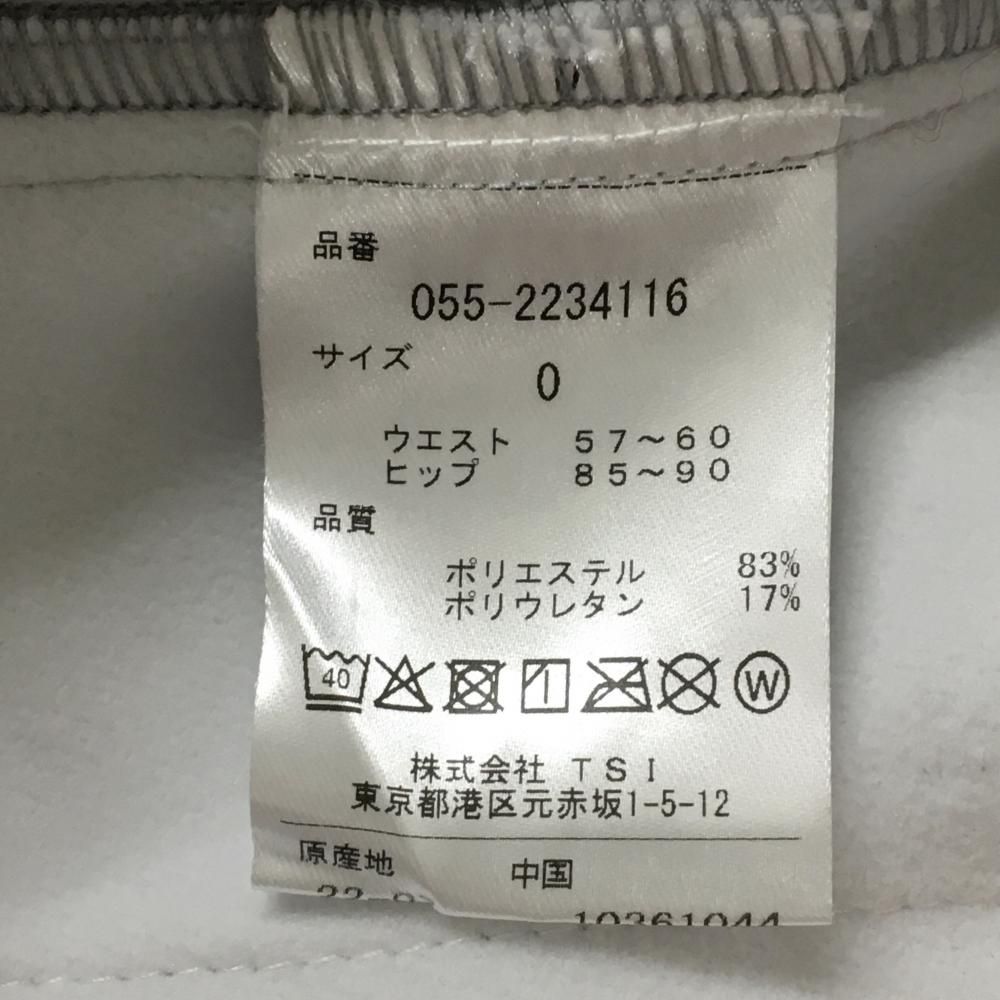 品番
055-2234116
サイズ
0
ウエスト 57〜60
ヒップ 85〜90
品質
ポリエステル 83%
ポリウレタン 17%
40 W
株式会社 TSI
東京都港区元赤坂1-5-12
原産地 中国
10361944